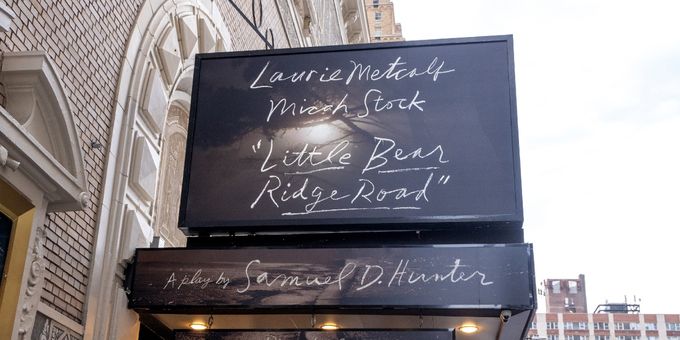 Laurie Metcalf
Micah Stock
"Little Bear
Ridge Road"
A play by Samuel D. Hunter